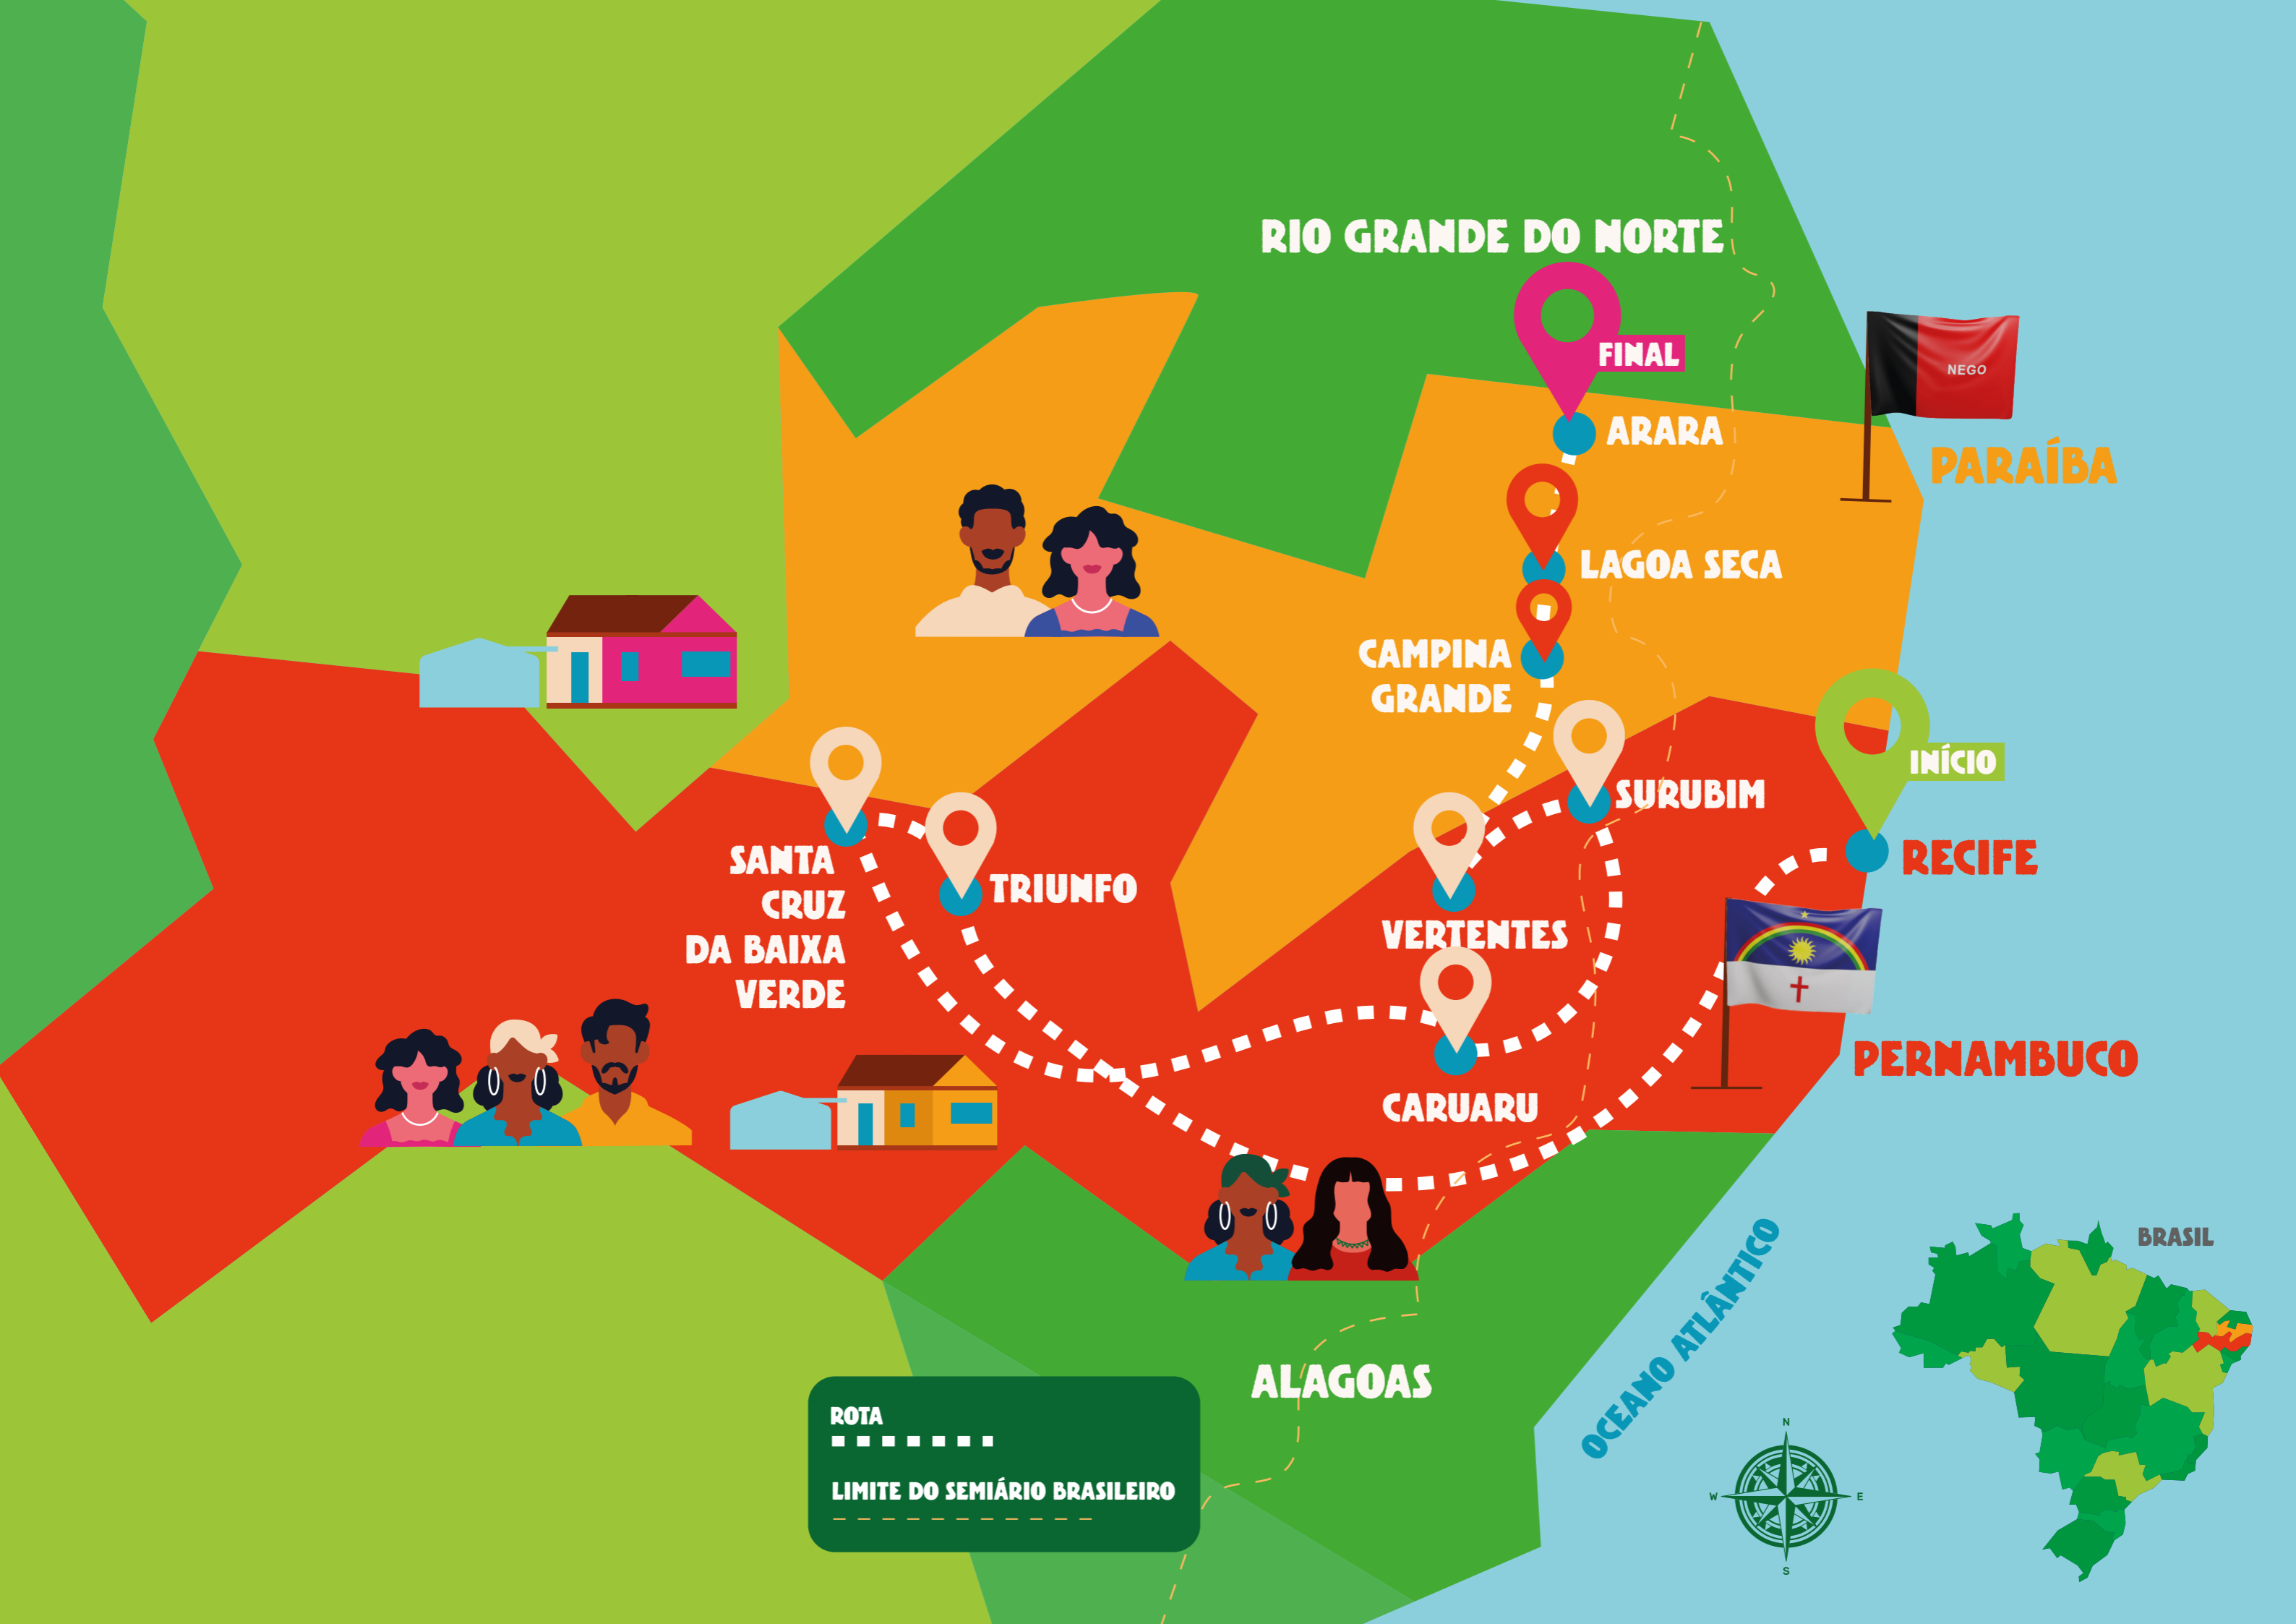 RIO GRANDE DO NORTE
FINAL
ARARA
NEGO
PARAÍBA
LAGOA SECA
CAMPINA
GRANDE
SURUBIM
INÍCIO
RECIFE
SANTA
CRUZ
DA BAIXA
VERDE
TRIUNFO
VERTENTES
CARUARU
PERNAMBUCO
OCEANO ATLÂNTICO
BRASIL
ALAGOAS
ROTA
LIMITE DO SEMIÁRIO BRASILEIRO
N
W
E
S